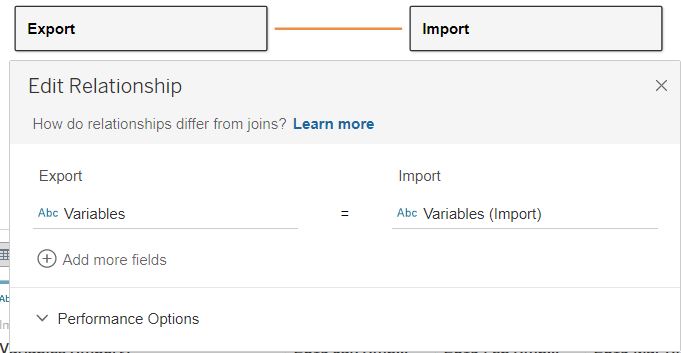 Export Import
Edit Relationship
How do relationships differ from joins? Learn more
Export Import
Abc Variables = Abc Variables (Import)
Add more fields
Performance Options